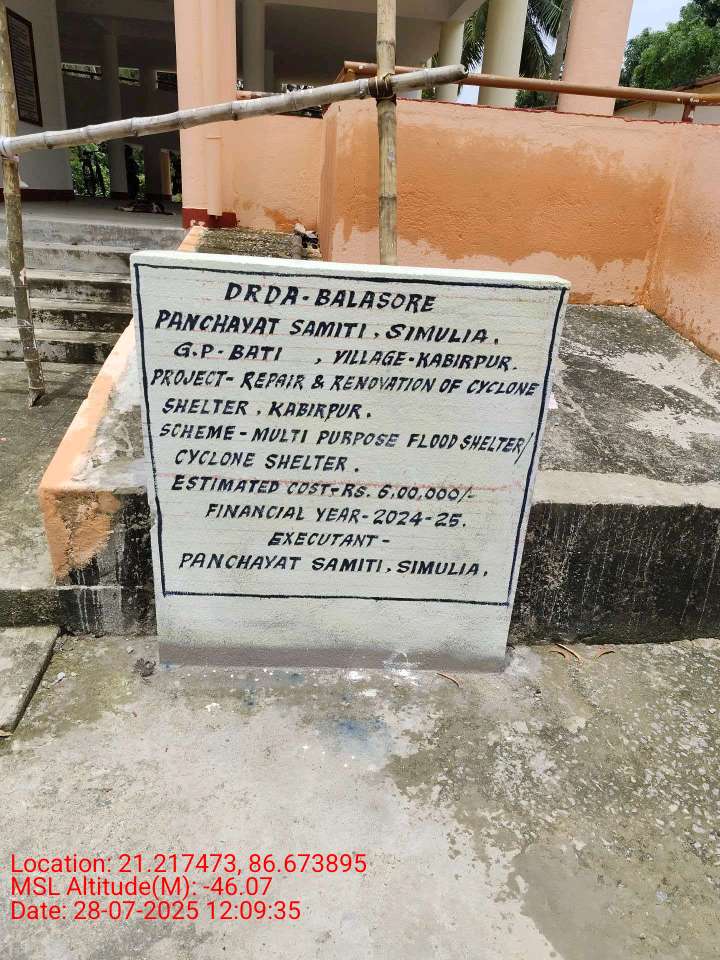 DRDA-BALASORE
PANCHAYAT SAMITI, SIMULIA.
G.P- BATI , VILLAGE-KABIRPUR.
PROJECT- REPAIR & RENOVATION OF CYCLONE
SHELTER, KABIRPUR.
SCHEME-MULTI PURPOSE FLOOD SHELTER/
CYCLONE SHELTER.
ESTIMATED COST-RS. 6,00,000/-
FINANCIAL YEAR-2024-25.
EXECUTANT-
PANCHAYAT SAMITI, SIMULIA.
Location: 21.217473, 86.673895
MSL Altitude(M): -46.07
Date: 28-07-2025 12:09:35